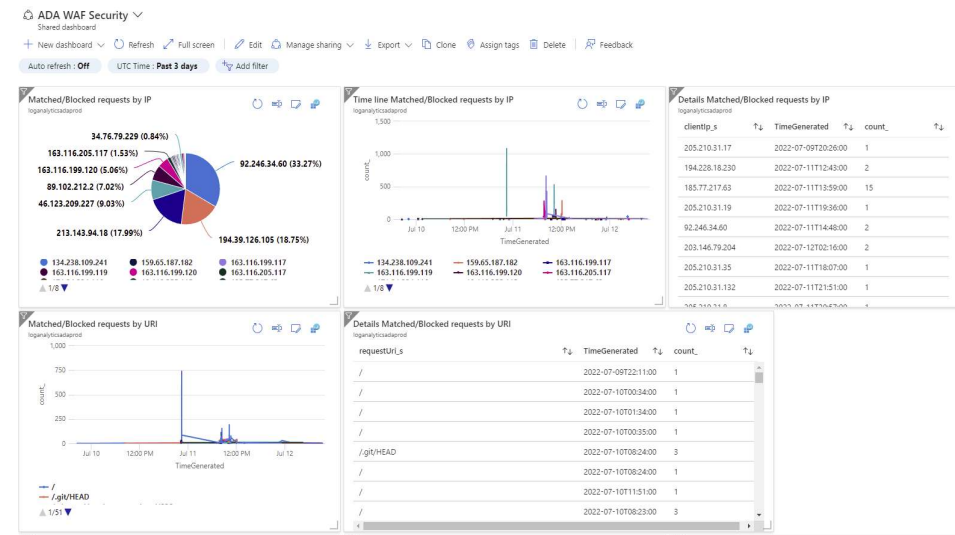 ADA WAF Security
Shared dashboard
New dashboard Refresh Full screen Edit Manage sharing Export Clone Assign tags Delete Feedback
Auto refresh : Off UTC Time : Past 3 days Add filter
Matched/Blocked requests by IP
loganalyticsadaprod
34.76.79.229 (0.84%)
163.116.205.117 (1.53%)
163.116.199.120 (5.06%)
89.102.212.2 (7.02%)
46.123.209.227 (9.03%)
213.143.94.18 (17.99%)
92.246.34.60 (33.27%)
194.39.126.105 (18.75%)
134.238.109.241 159.65.187.182 163.116.199.117
163.116.199.119 163.116.199.120 163.116.205.117
1/8
Time line Matched/Blocked requests by IP
loganalyticsadaprod
1,500
1,000
500
0
count_
Jul 10 12:00 PM Jul 11 12:00 PM Jul 12
TimeGenerated
134.238.109.241 159.65.187.182 163.116.199.117
163.116.199.119 163.116.199.120 163.116.205.117
1/8
Details Matched/Blocked requests by IP
loganalyticsadaprod
clientIp_s TimeGenerated count_
205.210.31.17 2022-07-09T20:26:00 1
194.228.18.230 2022-07-11T12:43:00 2
185.77.217.63 2022-07-11T13:59:00 15
205.210.31.19 2022-07-11T19:36:00 1
92.246.34.60 2022-07-11T14:48:00 2
203.146.79.204 2022-07-12T02:16:00 2
205.210.31.35 2022-07-11T18:07:00 1
205.210.31.132 2022-07-11T21:51:00 1
Matched/Blocked requests by URI
loganalyticsadaprod
1,000
750
500
250
0
count_
Jul 10 12:00 PM Jul 11 12:00 PM Jul 12
TimeGenerated
/
/.git/HEAD
1/51
Details Matched/Blocked requests by URI
loganalyticsadaprod
requestUri_s TimeGenerated count_
/ 2022-07-09T22:11:00 1
/ 2022-07-10T00:34:00 1
/ 2022-07-10T01:34:00 1
/ 2022-07-10T00:35:00 1
/.git/HEAD 2022-07-10T08:24:00 3
/ 2022-07-10T08:24:00 1
/ 2022-07-10T11:51:00 1
/ 2022-07-10T08:23:00 3